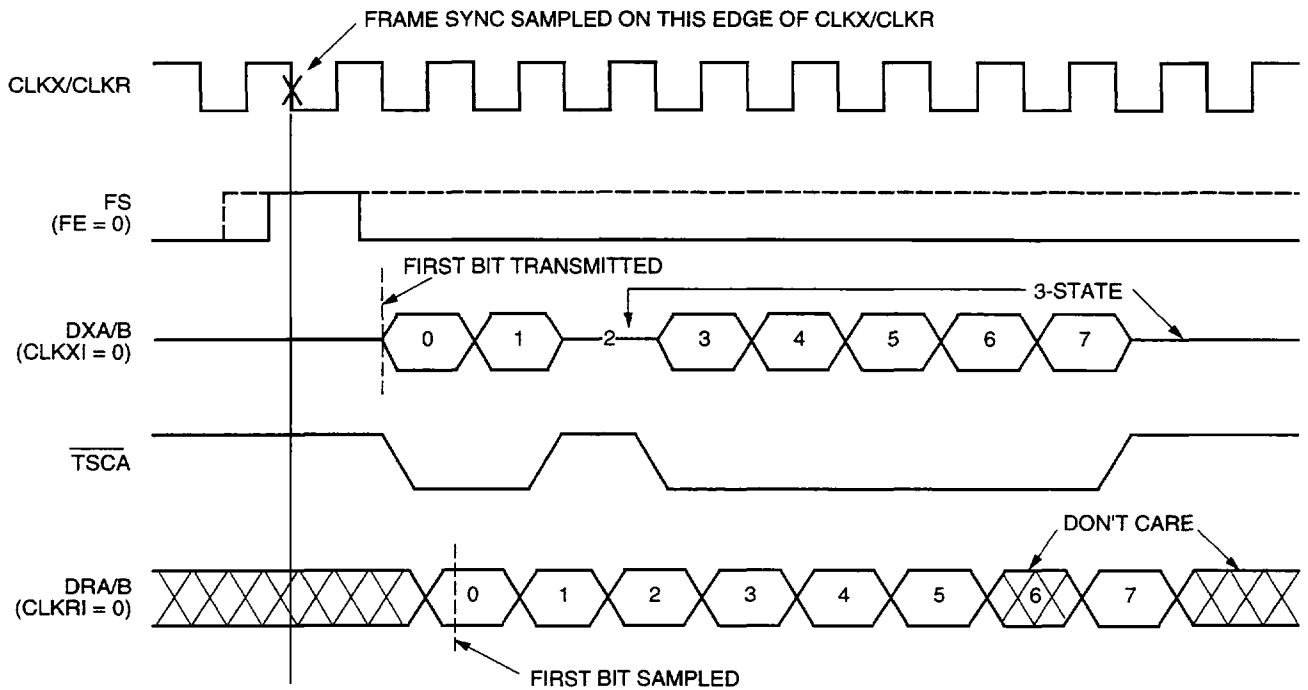 FRAME SYNC SAMPLED ON THIS EDGE OF CLKX/CLKR
CLKX/CLKR
FS
(FE = 0)
FIRST BIT TRANSMITTED
3-STATE
DXA/B
(CLKXI = 0)
0 1 2 3 4 5 6 7
TSCA
DON'T CARE
DRA/B
(CLKRI = 0)
0 1 2 3 4 5 6 7
FIRST BIT SAMPLED